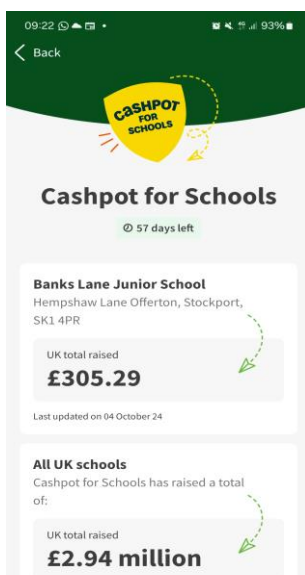 09:22 93%
Back
CASHPOT
FOR
SCHOOLS
Cashpot for Schools
57 days left
Banks Lane Junior School
Hempshaw Lane Offerton, Stockport,
SK1 4PR
UK total raised
£305.29
Last updated on 04 October 24
All UK schools
Cashpot for Schools has raised a total
of:
UK total raised
£2.94 million